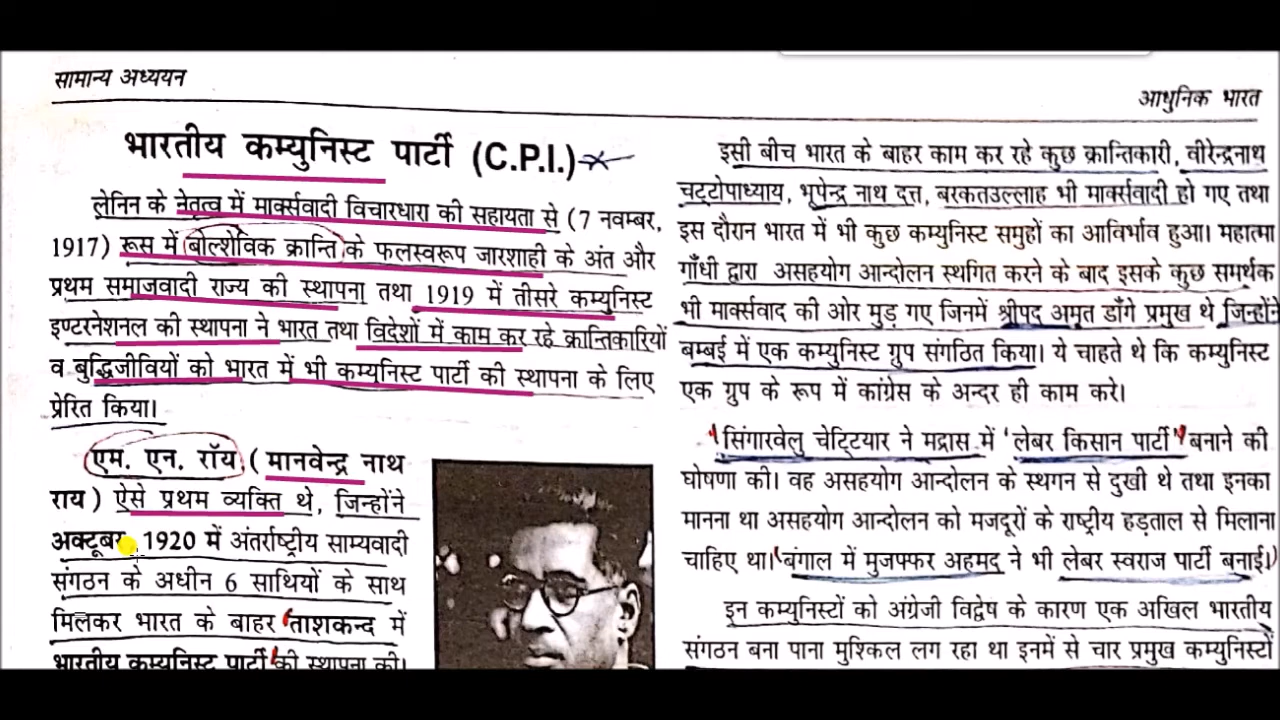 सामान्य अध्ययन
आधुनिक भारत
भारतीय कम्युनिस्ट पार्टी (C.P.I.)
लेनिन के नेतृत्व में मार्क्सवादी विचारधारा की सहायता से (7 नवम्बर,
1917) रूस में बोल्शेविक क्रान्ति के फलस्वरूप जारशाही के अंत और
प्रथम समाजवादी राज्य की स्थापना तथा 1919 में तीसरे कम्युनिस्ट
इण्टरनेशनल की स्थापना ने भारत तथा विदेशों में काम कर रहे क्रान्तिकारियों
व बुद्धिजीवियों को भारत में भी कम्युनिस्ट पार्टी की स्थापना के लिए
प्रेरित किया।
एम. एन. रॉय (मानवेन्द्र नाथ
राय) ऐसे प्रथम व्यक्ति थे, जिन्होंने
अक्टूबर, 1920 में अंतर्राष्ट्रीय साम्यवादी
संगठन के अधीन 6 साथियों के साथ
मिलकर भारत के बाहर ताशकन्द में
भारतीय कम्युनिस्ट पार्टी की स्थापना की।
इसी बीच भारत के बाहर काम कर रहे कुछ क्रान्तिकारी, वीरेन्द्रनाथ
चट्टोपाध्याय, भूपेन्द्र नाथ दत्त, बरकतउल्लाह भी मार्क्सवादी हो गए तथा
इस दौरान भारत में भी कुछ कम्युनिस्ट समुहों का आविर्भाव हुआ। महात्मा
गाँधी द्वारा असहयोग आन्दोलन स्थगित करने के बाद इसके कुछ समर्थक
भी मार्क्सवाद की ओर मुड़ गए जिनमें श्रीपद अमृत डाँगे प्रमुख थे जिन्होंने
बम्बई में एक कम्युनिस्ट ग्रुप संगठित किया। ये चाहते थे कि कम्युनिस्ट
एक ग्रुप के रूप में कांग्रेस के अन्दर ही काम करे।
सिंगारवेलु चेट्टियार ने मद्रास में 'लेबर किसान पार्टी' बनाने की
घोषणा की। वह असहयोग आन्दोलन के स्थगन से दुखी थे तथा इनका
मानना था असहयोग आन्दोलन को मजदूरों के राष्ट्रीय हड़ताल से मिलाना
चाहिए था। बंगाल में मुजफ्फर अहमद ने भी लेबर स्वराज पार्टी बनाई।
इन कम्युनिस्टों को अंग्रेजी विद्वेष के कारण एक अखिल भारतीय
संगठन बना पाना मुश्किल लग रहा था इनमें से चार प्रमुख कम्युनिस्टों